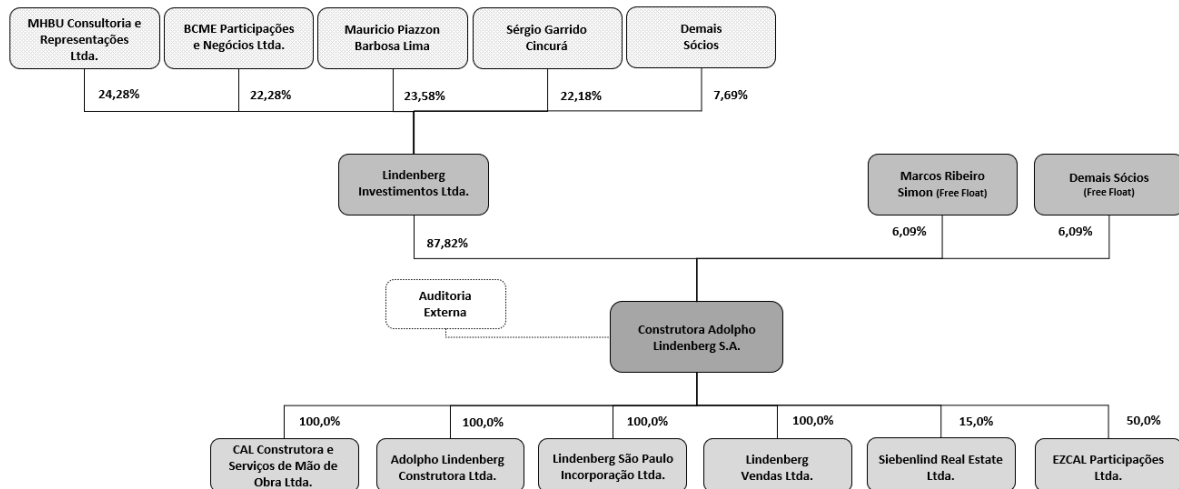 MHBU Consultoria e
Representações
Ltda.
BCME Participações
e Negócios Ltda.
Mauricio Piazzon
Barbosa Lima
Sérgio Garrido
Cincurá
Demais
Sócios
24,28%
22,28%
23,58%
22,18%
7,69%
Lindenberg
Investimentos Ltda.
Marcos Ribeiro
Simon (Free Float)
Demais Sócios
(Free Float)
87,82%
6,09%
6,09%
Auditoria
Externa
Construtora Adolpho
Lindenberg S.A.
100,0%
100,0%
100,0%
100,0%
15,0%
50,0%
CAL Construtora e
Serviços de Mão de
Obra Ltda.
Adolpho Lindenberg
Construtora Ltda.
Lindenberg São Paulo
Incorporação Ltda.
Lindenberg
Vendas Ltda.
Siebenlind Real Estate
Ltda.
EZCAL Participações
Ltda.